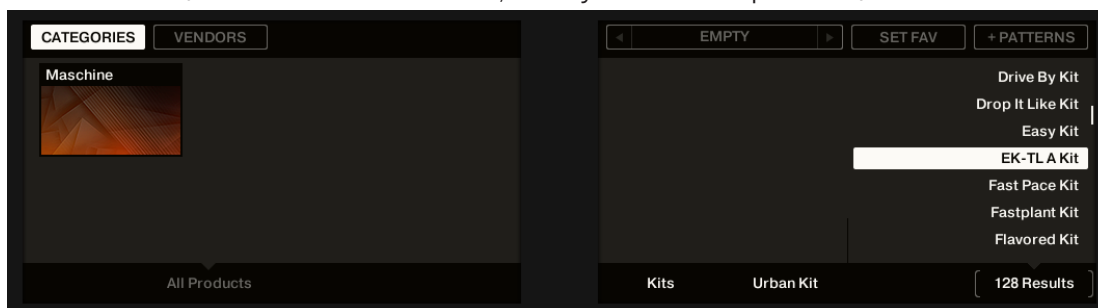 CATEGORIES VENDORS
Maschine
All Products
EMPTY SET FAV + PATTERNS
Drive By Kit
Drop It Like Kit
Easy Kit
EK-TL A Kit
Fast Pace Kit
Fastplant Kit
Flavored Kit
Kits Urban Kit 128 Results